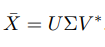 X̄ = UΣV*.